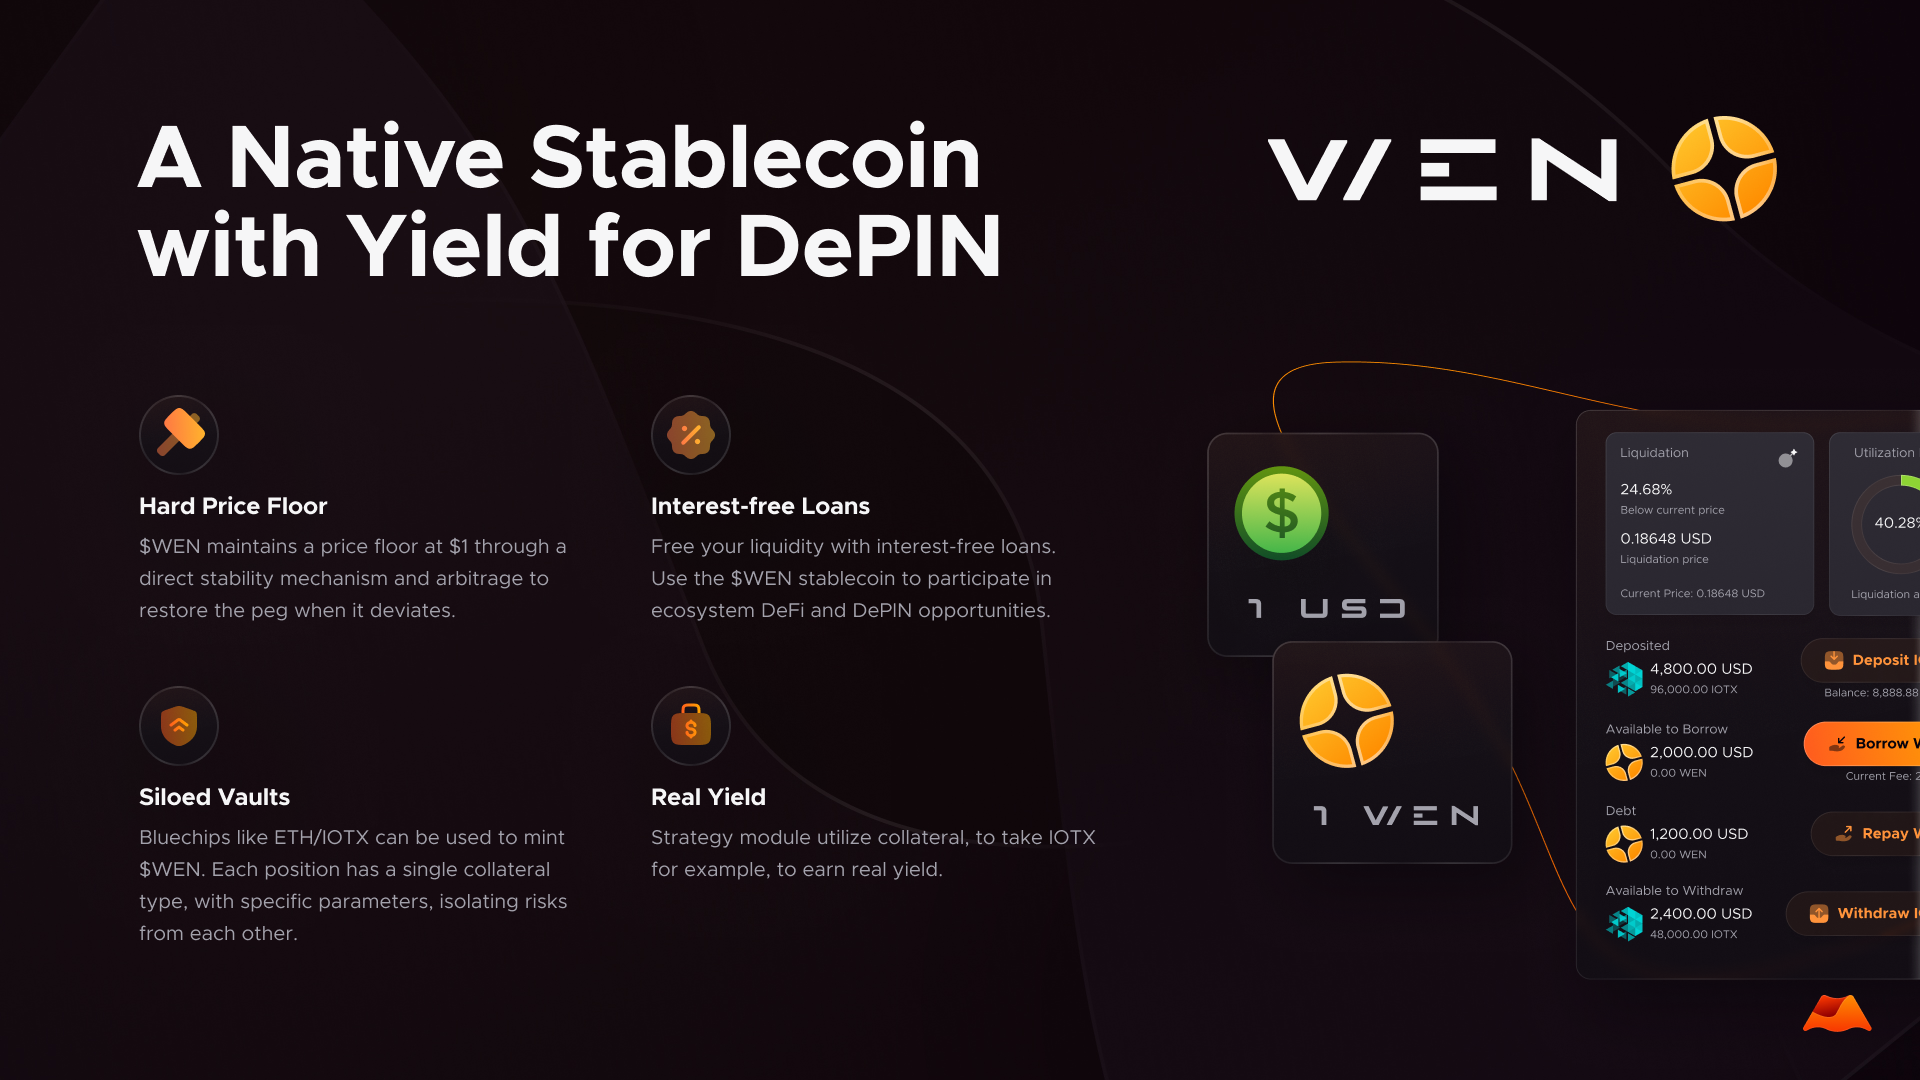 A Native Stablecoin
with Yield for DePIN
WEN
Hard Price Floor
$WEN maintains a price floor at $1 through a
direct stability mechanism and arbitrage to
restore the peg when it deviates.
Interest-free Loans
Free your liquidity with interest-free loans.
Use the $WEN stablecoin to participate in
ecosystem DeFi and DePIN opportunities.
Siloed Vaults
Bluechips like ETH/IOTX can be used to mint
$WEN. Each position has a single collateral
type, with specific parameters, isolating risks
from each other.
Real Yield
Strategy module utilize collateral, to take IOTX
for example, to earn real yield.
$
1 USD
1 WEN
Liquidation
24.68%
Below current price
0.18648 USD
Liquidation price
Current Price: 0.18648 USD
Utilization
40.28%
Liquidation
Deposited
4,800.00 USD
96,000.00 IOTX
Deposit
Balance: 8,888.88
Available to Borrow
2,000.00 USD
0.00 WEN
Borrow
Current Fee:
Debt
1,200.00 USD
0.00 WEN
Repay
Available to Withdraw
2,400.00 USD
48,000.00 IOTX
Withdraw